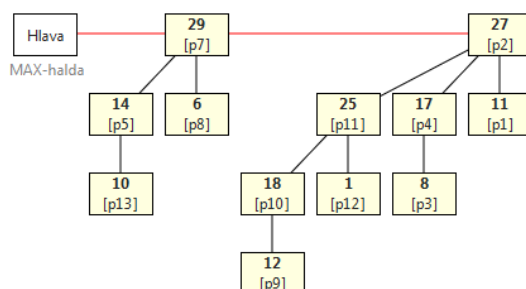 Hlava
MAX-halda
29
[p7]
27
[p2]
14
[p5]
6
[p8]
25
[p11]
17
[p4]
11
[p1]
10
[p13]
18
[p10]
1
[p12]
8
[p3]
12
[p9]